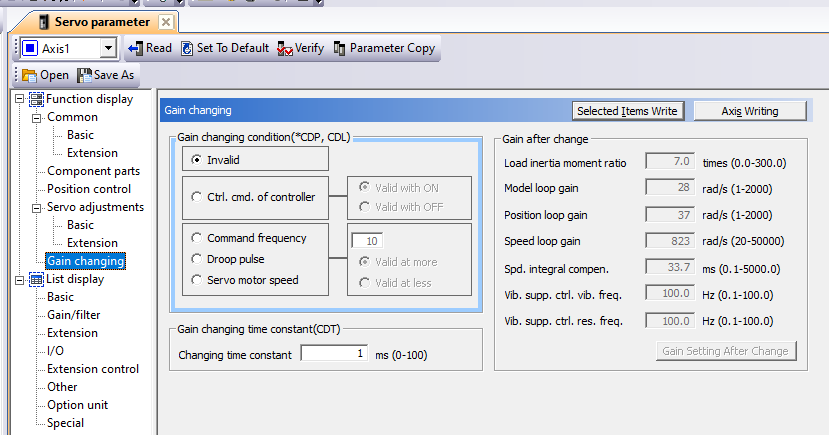 Servo parameter
Axis1 Read Set To Default Verify Parameter Copy
Open Save As
Function display
Common
Basic
Extension
Component parts
Position control
Servo adjustments
Basic
Extension
Gain changing
List display
Basic
Gain/filter
Extension
I/O
Extension control
Other
Option unit
Special
Gain changing
Selected Items Write
Axis Writing
Gain changing condition(*CDP, CDL)
Invalid
Ctrl. cmd. of controller
Valid with ON
Valid with OFF
Command frequency
Droop pulse
Servo motor speed
10
Valid at more
Valid at less
Gain changing time constant(CDT)
Changing time constant 1 ms (0-100)
Gain after change
Load inertia moment ratio 7.0 times (0.0-300.0)
Model loop gain 28 rad/s (1-2000)
Position loop gain 37 rad/s (1-2000)
Speed loop gain 823 rad/s (20-50000)
Spd. integral compen. 33.7 ms (0.1-5000.0)
Vib. supp. ctrl. vib. freq. 100.0 Hz (0.1-100.0)
Vib. supp. ctrl. res. freq. 100.0 Hz (0.1-100.0)
Gain Setting After Change